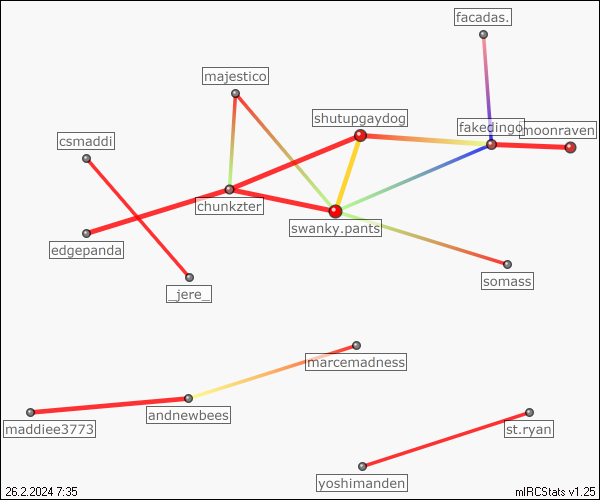 facadas.
majestico
shutupgaydog
fakedingo
moonraven
csmaddi
chunkzter
swanky.pants
edgepanda
somass
_jere_
marcemadness
andnewbees
maddiee3773
st.ryan
yoshimanden
26.2.2024 7:35
mIRCStats v1.25